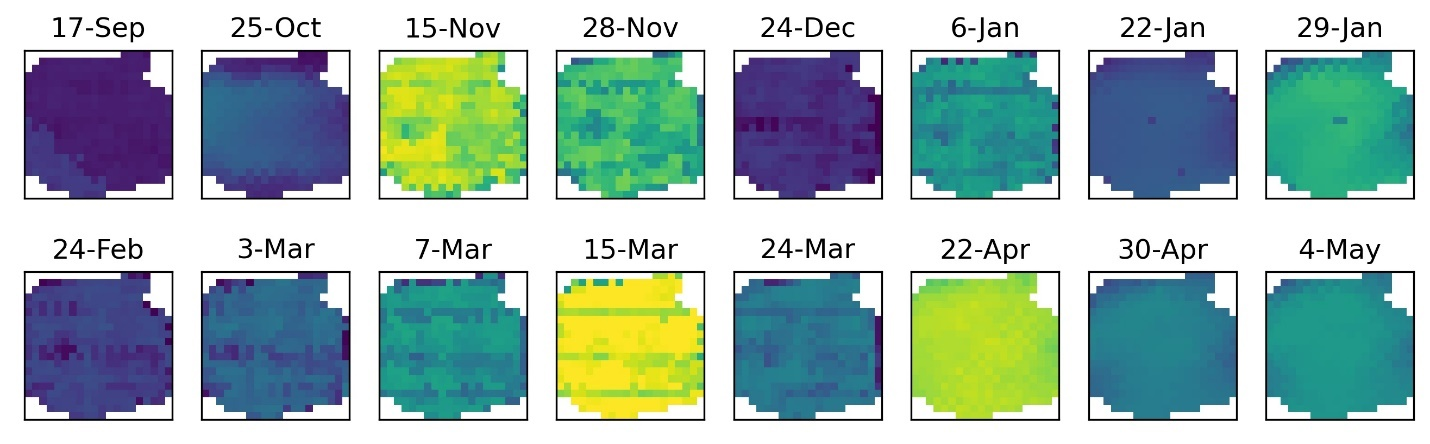 17-Sep 25-Oct 15-Nov 28-Nov 24-Dec 6-Jan 22-Jan 29-Jan
24-Feb 3-Mar 7-Mar 15-Mar 24-Mar 22-Apr 30-Apr 4-May